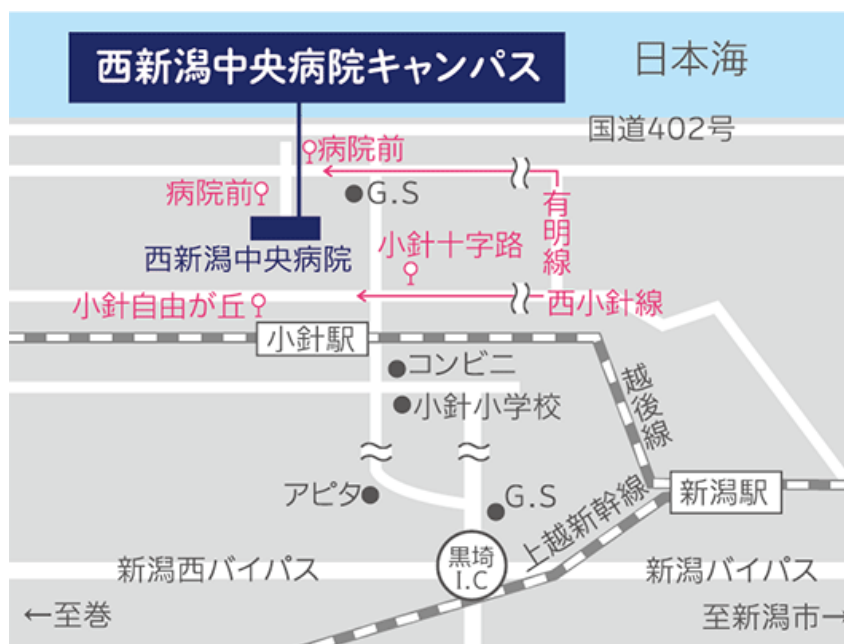 西新潟中央病院キャンパス
日本海
国道402号
病院前
病院前
G.S
有明線
西新潟中央病院
小針十字路
小針自由が丘
西小針線
小針駅
コンビニ
小針小学校
越後線
アピタ
G.S
新潟駅
上越新幹線
黒埼
I.C
新潟西バイパス
新潟バイパス
←至巻
至新潟市→